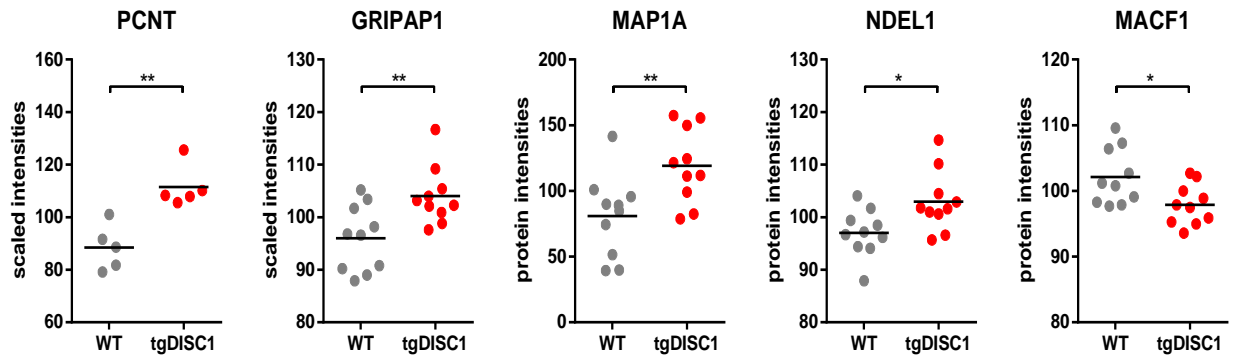 PCNT
GRIPAP1
MAP1A
NDEL1
MACF1
scaled intensities
160
140
120
100
80
60
**
WT
tgDISC1
scaled intensities
130
120
110
100
90
80
**
WT
tgDISC1
protein intensities
200
150
100
50
0
**
WT
tgDISC1
protein intensities
130
120
110
100
90
80
*
WT
tgDISC1
protein intensities
120
110
100
90
80
*
WT
tgDISC1